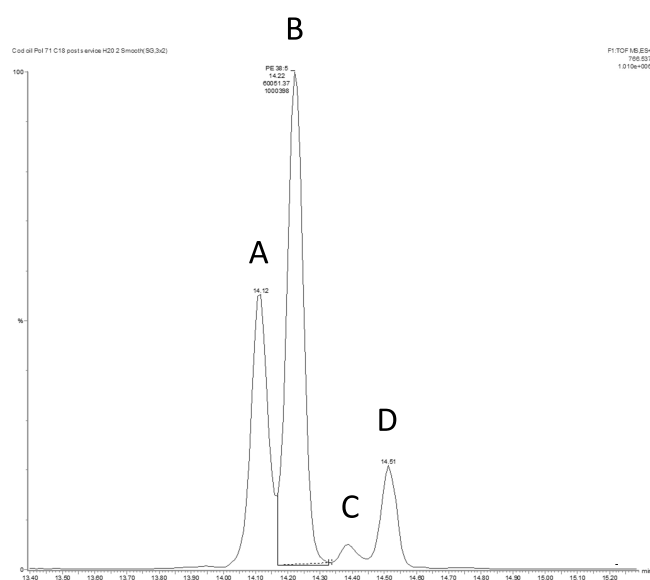 B
Cod oil Pol 71 C18 post service H20 2 Smooth(SG,3x2)
F1:TOF MS,ES+
766.537
1.010e+006
100
PE 38:5
14.22
60051.37
1000398
A
14.12
%
D
14.51
C
0
min
13.40 13.50 13.60 13.70 13.80 13.90 14.00 14.10 14.20 14.30 14.40 14.50 14.60 14.70 14.80 14.90 15.00 15.10 15.20